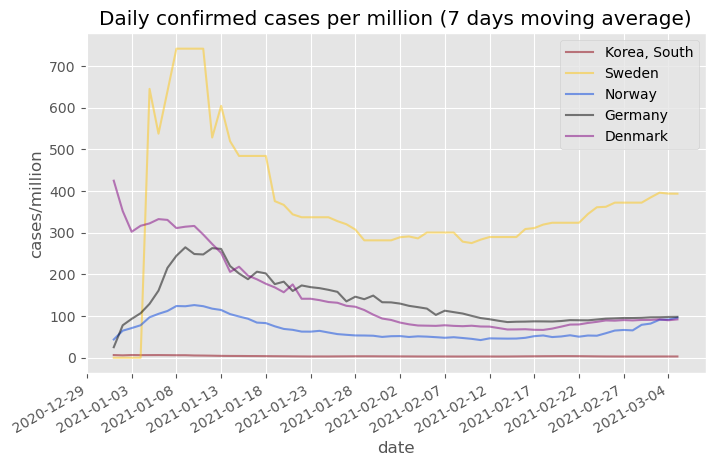 Daily confirmed cases per million (7 days moving average)
Korea, South
Sweden
Norway
Germany
Denmark
700
600
500
400
300
200
100
0
cases/million
2020-12-29
2021-01-03
2021-01-08
2021-01-13
2021-01-18
2021-01-23
2021-01-28
2021-02-02
2021-02-07
2021-02-12
2021-02-17
2021-02-22
2021-02-27
2021-03-04
date